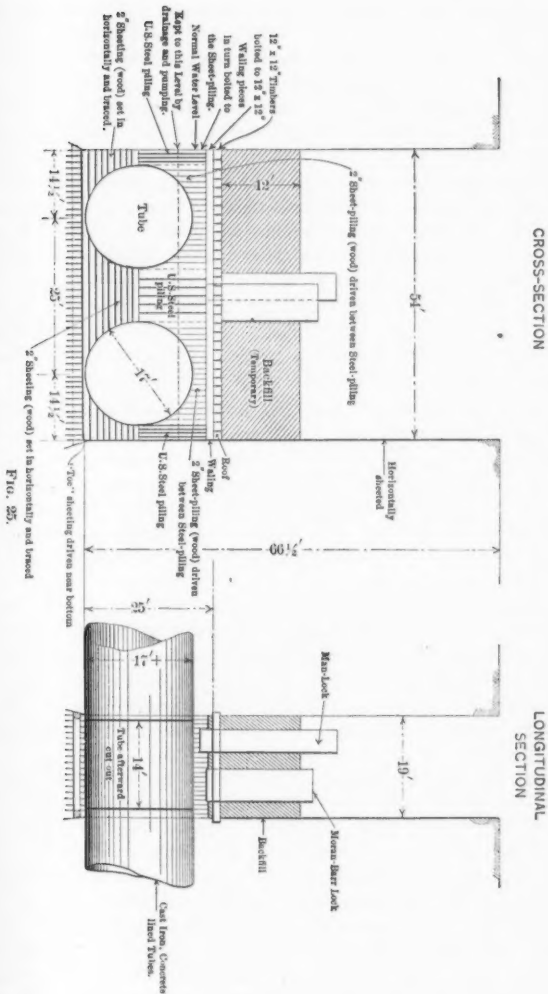 CROSS-SECTION
54'
12" x 12" Timbers
bolted to 12" x 12"
Waling pieces
in turn bolted to
the Sheet-piling.
Normal Water Level
Kept to this Level by
drainage and pumping.
U.S-Steel piling
2" Sheeting (wood) set in
horizontally and braced.
12'
2" Sheet-piling (wood) driven between Steel-piling
Backfill
(Temporary)
Tube
U.S-Steel
piling
17'
Roof
Waling
2" Sheet-piling (wood) driven
between Steel-piling
U.S-Steel piling
Horizontally
sheeted
14½'
25'
14½'
2" Sheeting (wood) set in horizontally and braced
"Toe" sheeting driven near bottom
66½'
25'
LONGITUDINAL
SECTION
19'
Man-Lock
Moran-Barr Lock
Backfill
14'
Tube afterward
cut out
Cast Iron, Concrete
lined Tubes.
FIG. 25.